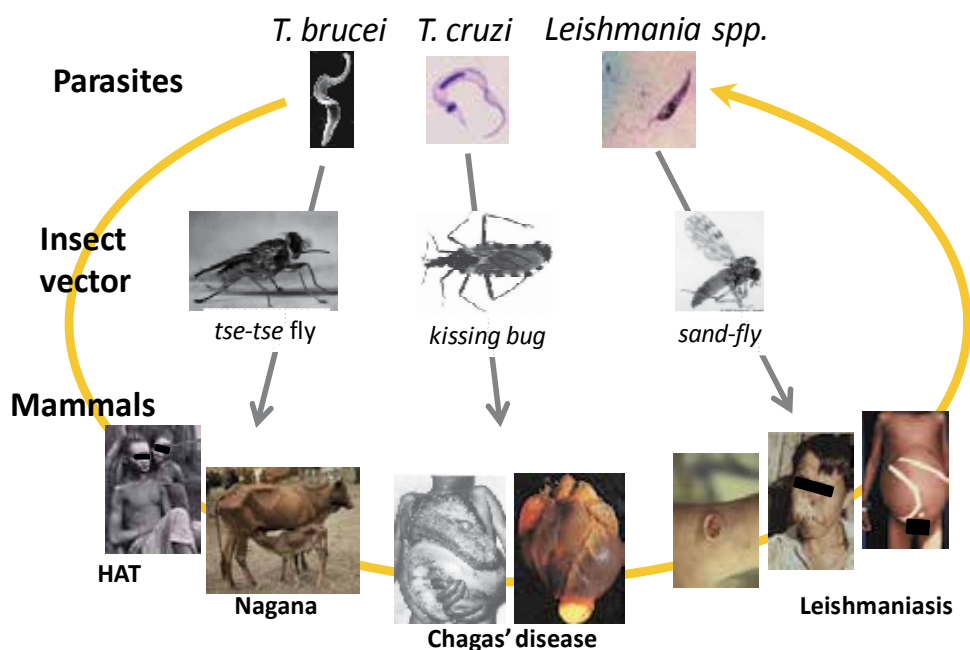 T. brucei
T. cruzi
Leishmania spp.
Parasites
Insect
vector
tse-tse fly
kissing bug
sand-fly
Mammals
HAT
Nagana
Chagas' disease
Leishmaniasis